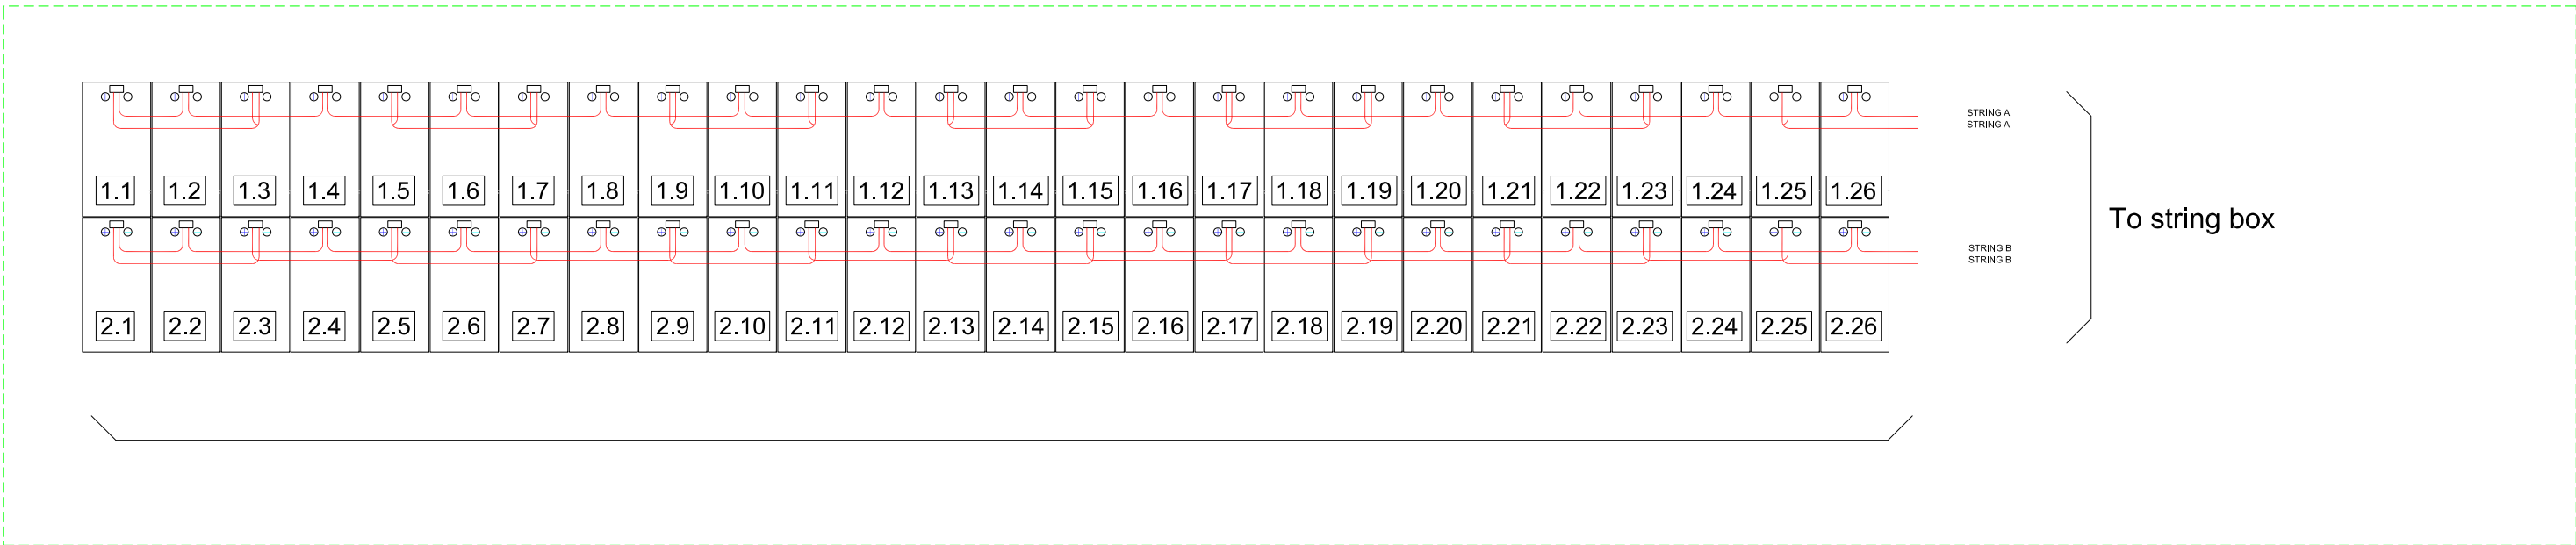 STRING A
STRING A
1.1 1.2 1.3 1.4 1.5 1.6 1.7 1.8 1.9 1.10 1.11 1.12 1.13 1.14 1.15 1.16 1.17 1.18 1.19 1.20 1.21 1.22 1.23 1.24 1.25 1.26
To string box
STRING B
STRING B
2.1 2.2 2.3 2.4 2.5 2.6 2.7 2.8 2.9 2.10 2.11 2.12 2.13 2.14 2.15 2.16 2.17 2.18 2.19 2.20 2.21 2.22 2.23 2.24 2.25 2.26